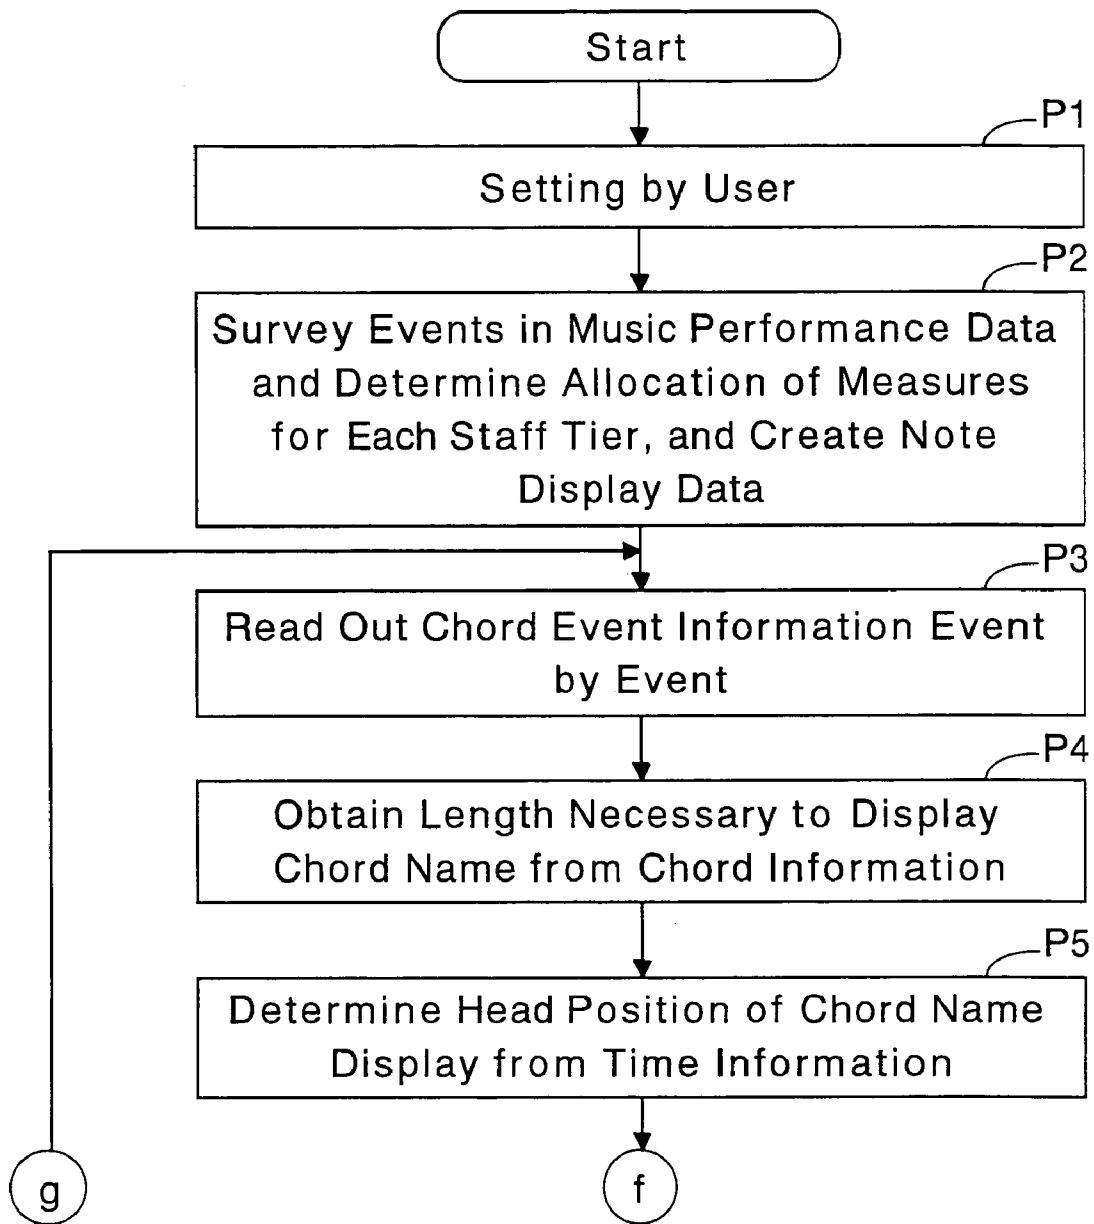 Start
P1
Setting by User
P2
Survey Events in Music Performance Data
and Determine Allocation of Measures
for Each Staff Tier, and Create Note
Display Data
P3
Read Out Chord Event Information Event
by Event
P4
Obtain Length Necessary to Display
Chord Name from Chord Information
P5
Determine Head Position of Chord Name
Display from Time Information
g
f